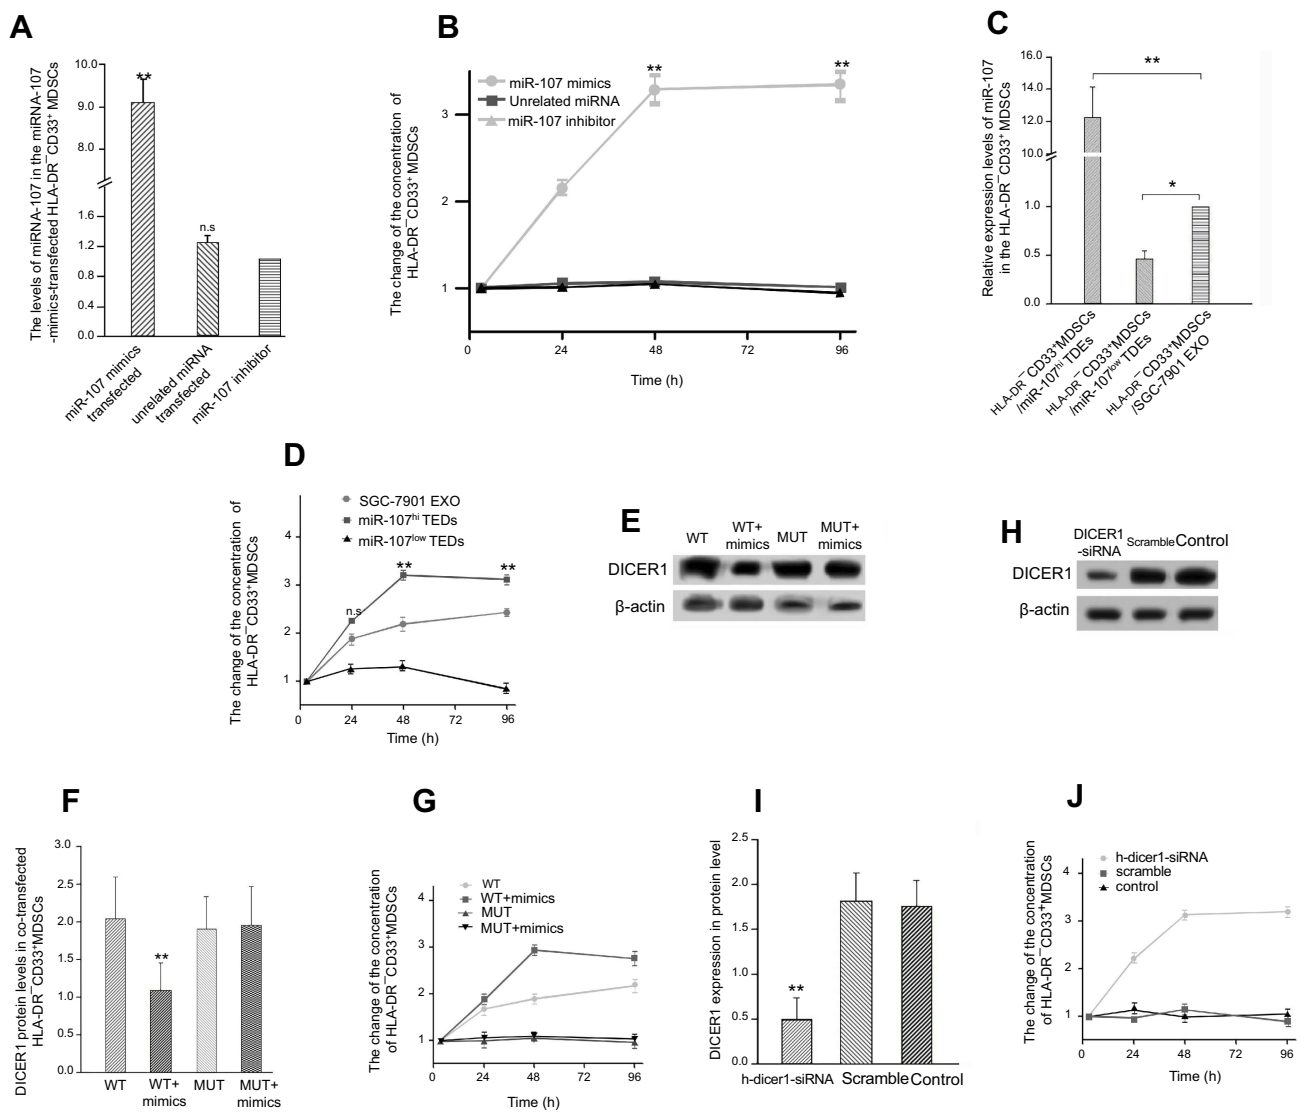 A
The levels of miRNA-107 in the miRNA-107
-mimics-transfected HLA-DR⁻CD33⁺ MDSCs
10.0
9.0
8.0
1.6
1.2
0.8
0.4
0.0
**
n.s
miR-107 mimics
transfected
unrelated miRNA
transfected
miR-107 inhibitor
B
The change of the concentration of
HLA-DR⁻CD33⁺MDSCs
miR-107 mimics
Unrelated miRNA
miR-107 inhibitor
**
**
3
2
1
0
24
48
72
96
Time (h)
C
Relative expression levels of miR-107
in the HLA-DR⁻CD33⁺ MDSCs
16.0
14.0
12.0
10.0
1.0
0.5
0.0
**
*
HLA-DR⁻CD33⁺MDSCs
/miR-107ʰⁱ TDEs
HLA-DR⁻CD33⁺MDSCs
/miR-107ˡᵒʷ TDEs
HLA-DR⁻CD33⁺MDSCs
/SGC-7901 EXO
D
The change of the concentration of
HLA-DR⁻CD33⁺MDSCs
SGC-7901 EXO
miR-107ʰⁱ TEDs
miR-107ˡᵒʷ TEDs
n.s
**
**
4
3
2
1
0
24
48
72
96
Time (h)
E
WT
WT+
mimics
MUT
MUT+
mimics
DICER1
β-actin
H
DICER1
-siRNA
Scramble
Control
DICER1
β-actin
F
DICER1 protein levels in co-transfected
HLA-DR⁻CD33⁺MDSCs
3.0
2.5
2.0
1.5
1.0
0.5
0.0
**
WT
WT+
mimics
MUT
MUT+
mimics
G
The change of the concentration
of HLA-DR⁻CD33⁺MDSCs
WT
WT+mimics
MUT
MUT+mimics
4
3
2
1
0
24
48
72
96
Time (h)
I
DICER1 expression in protein level
2.5
2.0
1.5
1.0
0.5
0.0
**
h-dicer1-siRNA
Scramble
Control
J
The change of the concentration
of HLA-DR⁻CD33⁺MDSCs
h-dicer1-siRNA
scramble
control
4
3
2
1
0
24
48
72
96
Time (h)